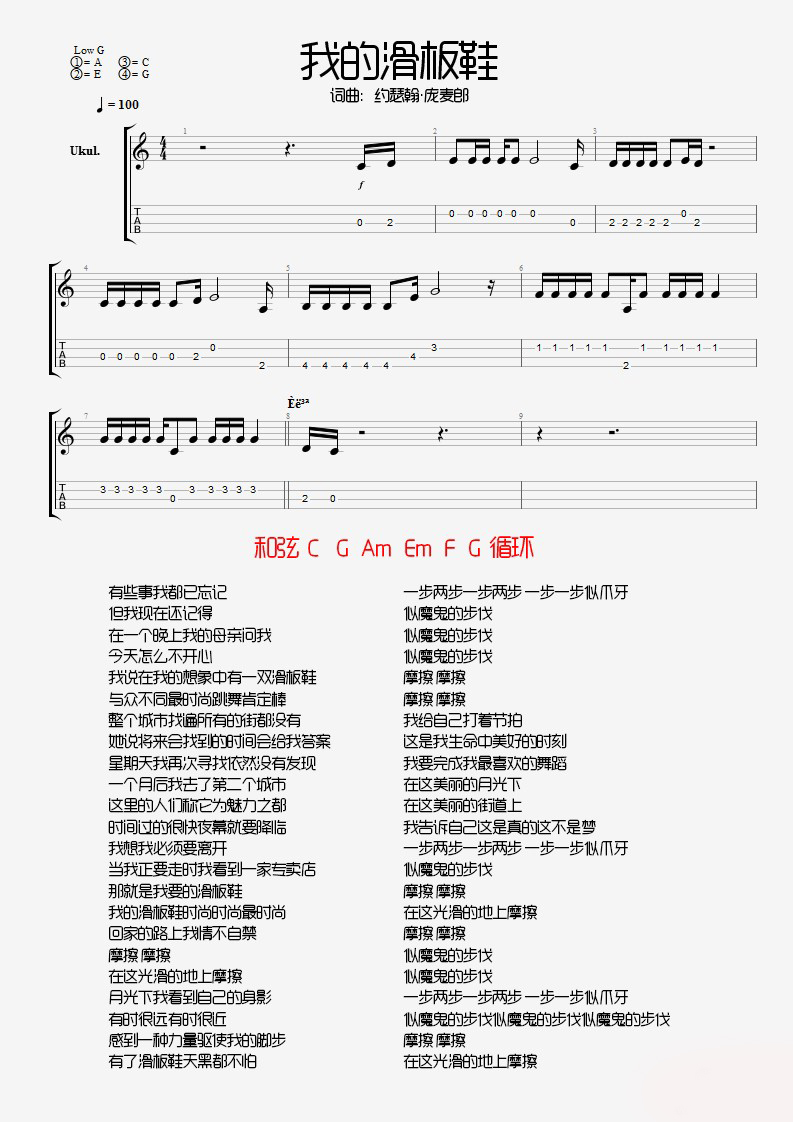 我的滑板鞋
词曲：约瑟翰·庞麦郎
Low G
①= A ③= C
②= E ④= G
♩= 100
Ukul.
1 2 3
4/4
f
T
A
B
0 2 0 0 0 0 0 0 0 2 2 2 2 2 0 2
4 5 6
T
A
B
0 0 0 0 0 2 0 2 4 4 4 4 4 4 3 1 1 1 1 1 2 1 1 1 1 1
7 8 9
Èë³ª
T
A
B
3 3 3 3 3 0 3 3 3 3 3 2 0
和弦 C G Am Em F G 循环
有些事我都已忘记
但我现在还记得
在一个晚上我的母亲问我
今天怎么不开心
我说在我的想象中有一双滑板鞋
与众不同最时尚跳舞肯定棒
整个城市找遍所有的街都没有
她说将来会找到的时间会给我答案
星期天我再次寻找依然没有发现
一个月后我去了第二个城市
这里的人们称它为魅力之都
时间过的很快夜幕就要降临
我想我必须要离开
当我正要走时我看到一家专卖店
那就是我要的滑板鞋
我的滑板鞋时尚时尚最时尚
回家的路上我情不自禁
摩擦 摩擦
在这光滑的地上摩擦
月光下我看到自己的身影
有时很远有时很近
感到一种力量驱使我的脚步
有了滑板鞋天黑都不怕
一步两步一步两步 一步一步似爪牙
似魔鬼的步伐
似魔鬼的步伐
似魔鬼的步伐
摩擦 摩擦
摩擦 摩擦
我给自己打着节拍
这是我生命中美好的时刻
我要完成我最喜欢的舞蹈
在这美丽的月光下
在这美丽的街道上
我告诉自己这是真的这不是梦
一步两步一步两步 一步一步似爪牙
似魔鬼的步伐
摩擦 摩擦
在这光滑的地上摩擦
摩擦 摩擦
似魔鬼的步伐
似魔鬼的步伐
一步两步一步两步 一步一步似爪牙
似魔鬼的步伐似魔鬼的步伐似魔鬼的步伐
摩擦 摩擦
在这光滑的地上摩擦